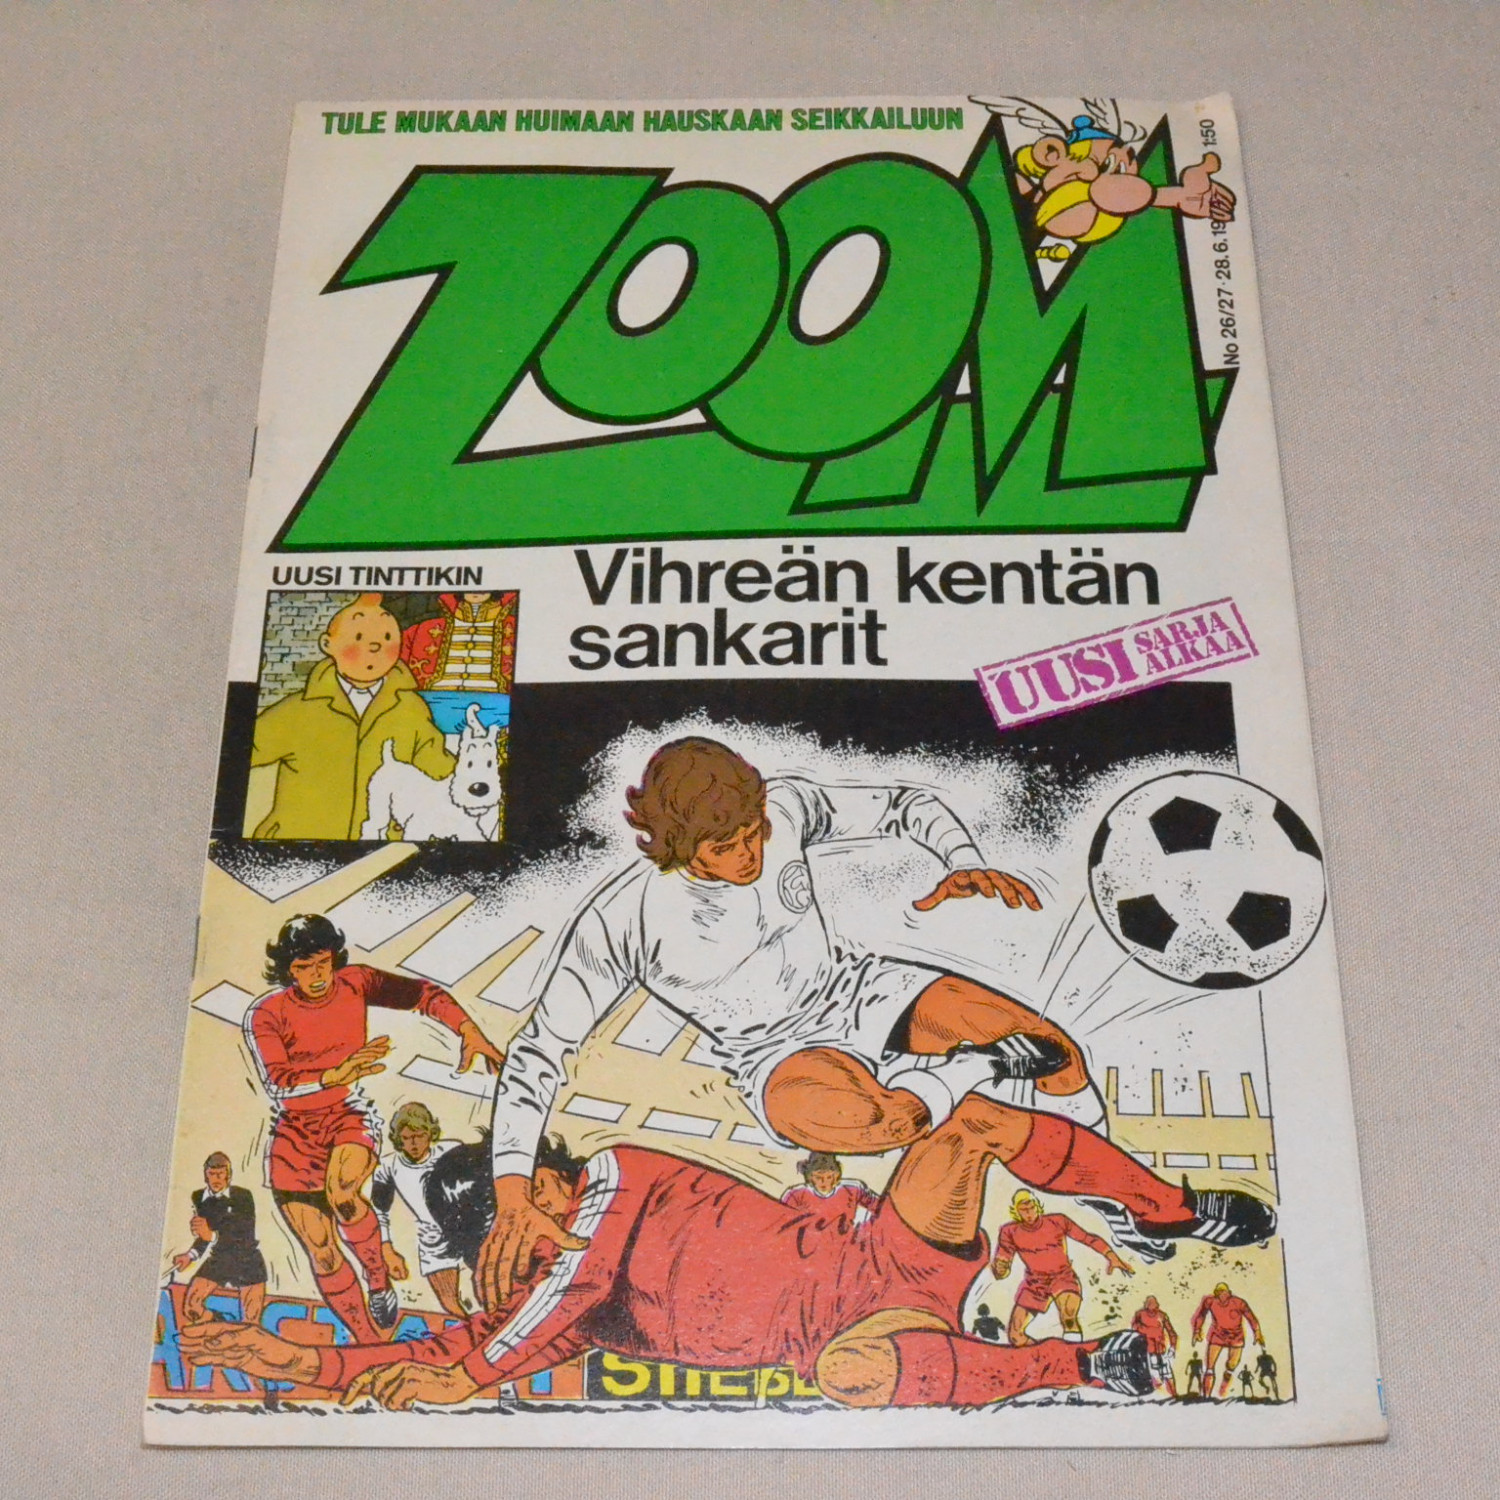 TULE MUKAAN HUIMAAN HAUSKAAN SEIKKAILUUN
1:50
ZOOM
No 26/27 · 28.6.19
UUSI TINTTIKIN
Vihreän kentän
sankarit
UUSI SARJA
ALKAA